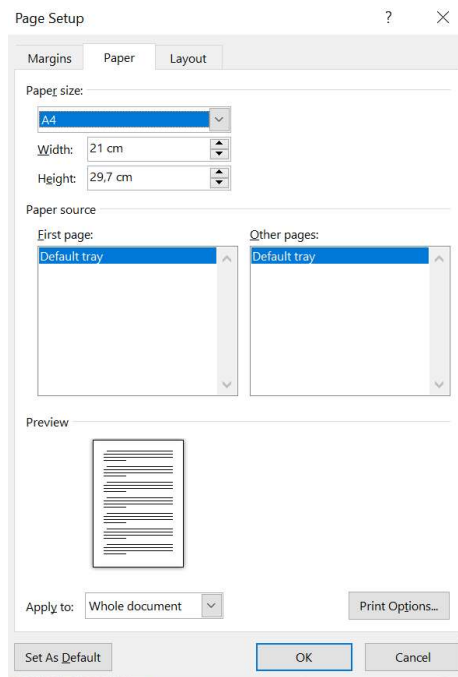 Page Setup ? ×
Margins Paper Layout
Paper size:
A4
Width: 21 cm
Height: 29,7 cm
Paper source
First page: Other pages:
Default tray Default tray
Preview
Apply to: Whole document Print Options...
Set As Default OK Cancel